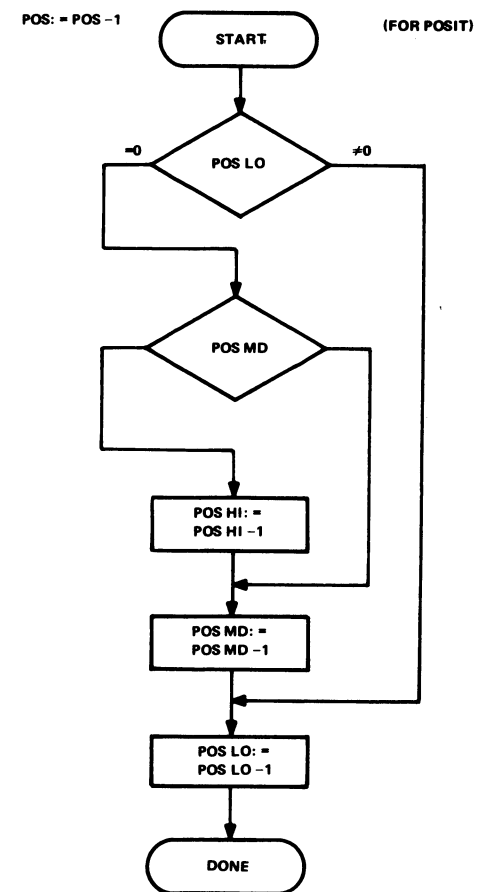 POS: = POS –1
(FOR POSIT)
START.
=0
POS LO
≠0
POS MD
POS HI: =
POS HI –1
POS MD: =
POS MD –1
POS LO: =
POS LO –1
DONE